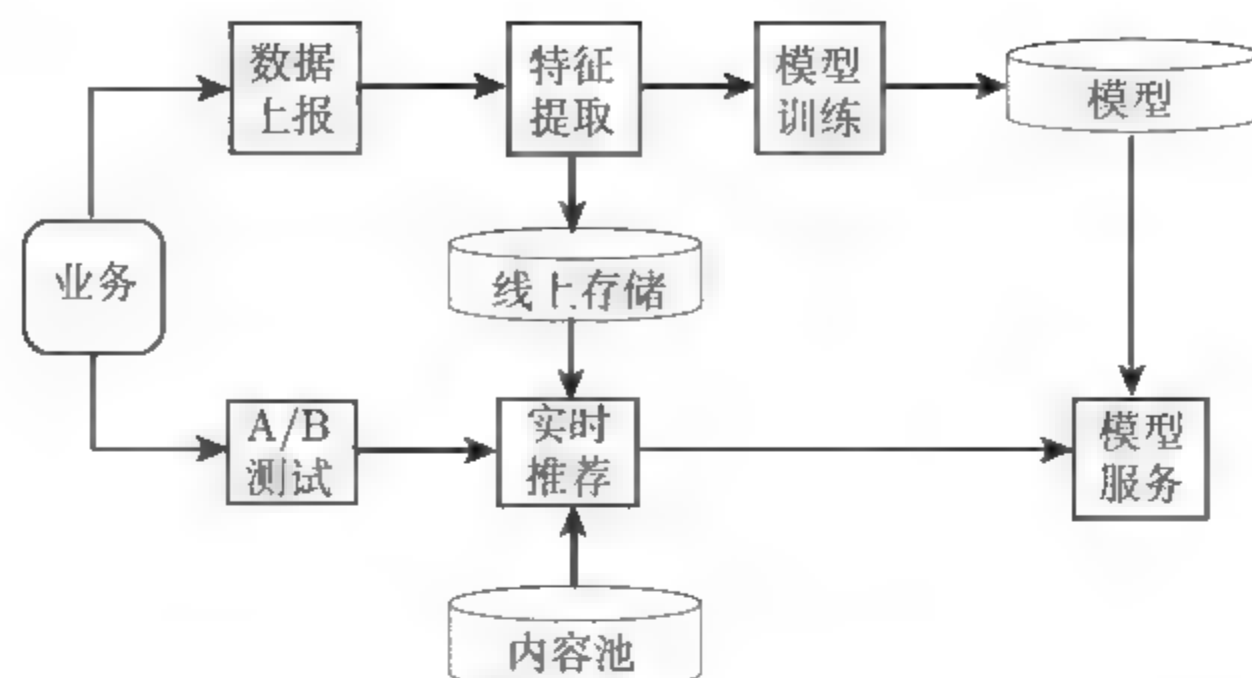 数据
上报
特征
提取
模型
训练
模型
业务
线上存储
A/B
测试
实时
推荐
模型
服务
内容池